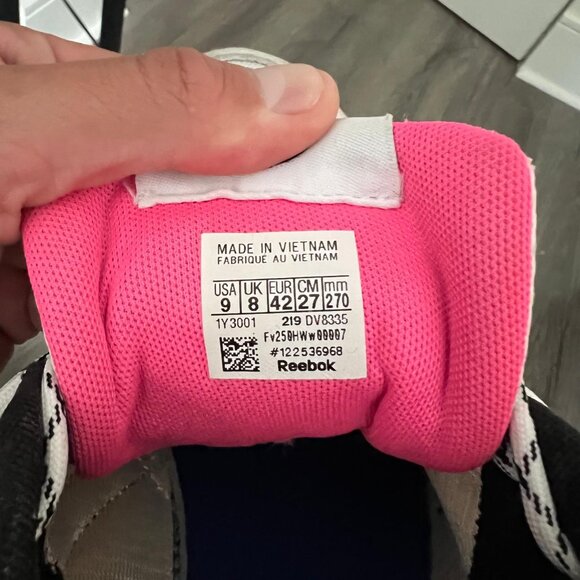 MADE IN VIETNAM
FABRIQUÉ AU VIETNAM
USA UK EUR CM mm
9 8 42 27 270
1Y3001 219 DV8335
Fv250HWw00007
#122536968
Reebok